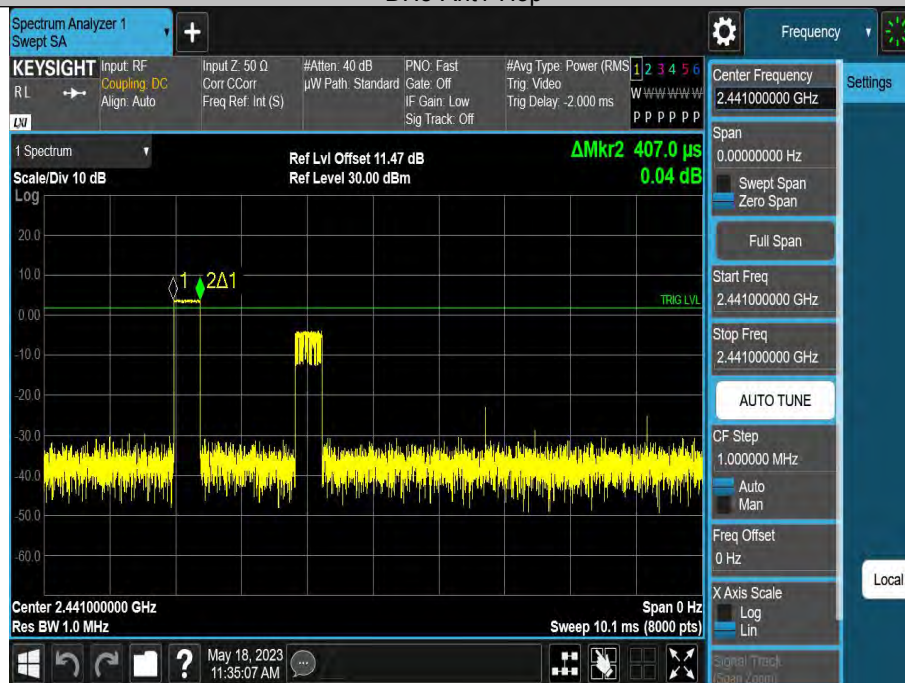 Spectrum Analyzer 1
Swept SA
+
Frequency
KEYSIGHT
RL
LXI
Input: RF
Coupling: DC
Align: Auto
Input Z: 50 Ω
Corr CCorr
Freq Ref: Int (S)
#Atten: 40 dB
µW Path: Standard
PNO: Fast
Gate: Off
IF Gain: Low
Sig Track: Off
#Avg Type: Power (RMS
Trig: Video
Trig Delay: -2.000 ms
1 2 3 4 5 6
W W W W W W
P P P P P P
1 Spectrum
Scale/Div 10 dB
Log
Ref Lvl Offset 11.47 dB
Ref Level 30.00 dBm
ΔMkr2 407.0 µs
0.04 dB
20.0
10.0
0.00
-10.0
-20.0
-30.0
-40.0
-50.0
-60.0
1
2Δ1
TRIG LVL
Center 2.441000000 GHz
Res BW 1.0 MHz
Span 0 Hz
Sweep 10.1 ms (8000 pts)
?
May 18, 2023
11:35:07 AM
Center Frequency
2.441000000 GHz
Span
0.00000000 Hz
Swept Span
Zero Span
Full Span
Start Freq
2.441000000 GHz
Stop Freq
2.441000000 GHz
AUTO TUNE
CF Step
1.000000 MHz
Auto
Man
Freq Offset
0 Hz
X Axis Scale
Log
Lin
Signal Track
(Span Zoom)
Settings
Local